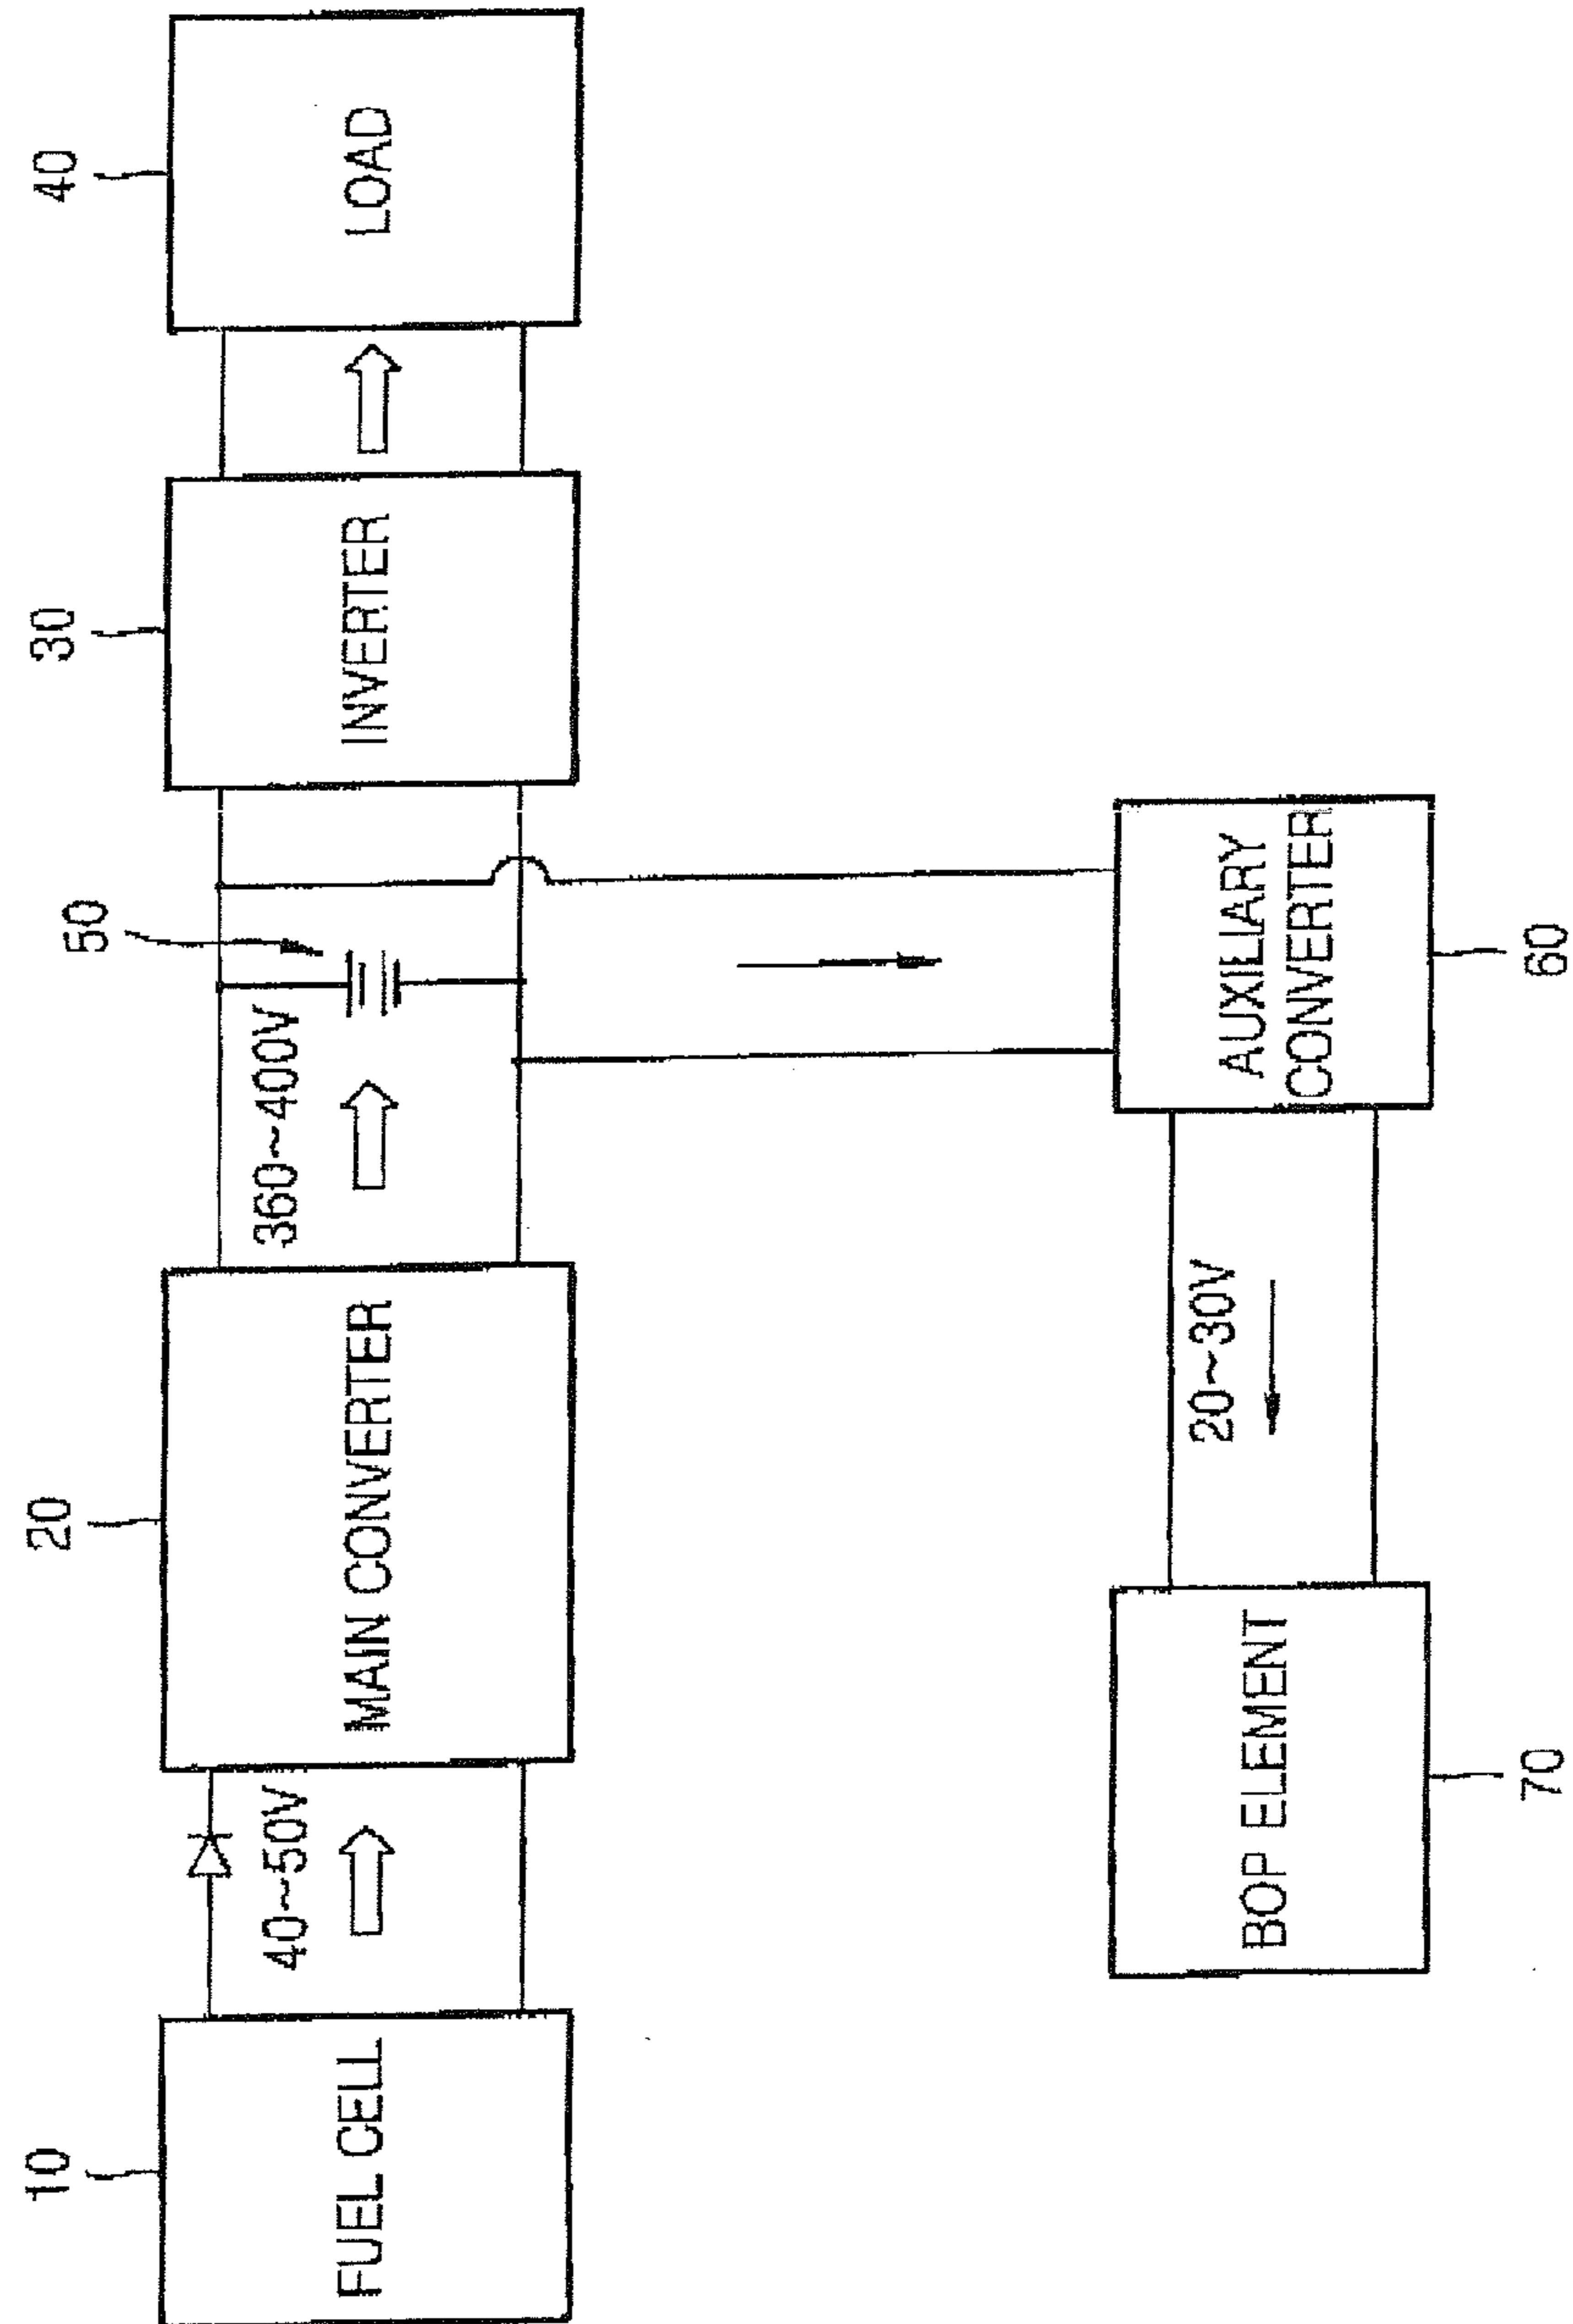 10
20
30
40
FUEL CELL
40~50V
MAIN CONVERTER
360~400V
50
INVERTER
LOAD
BOP ELEMENT
20~30V
AUXILIARY
CONVERTER
70
60